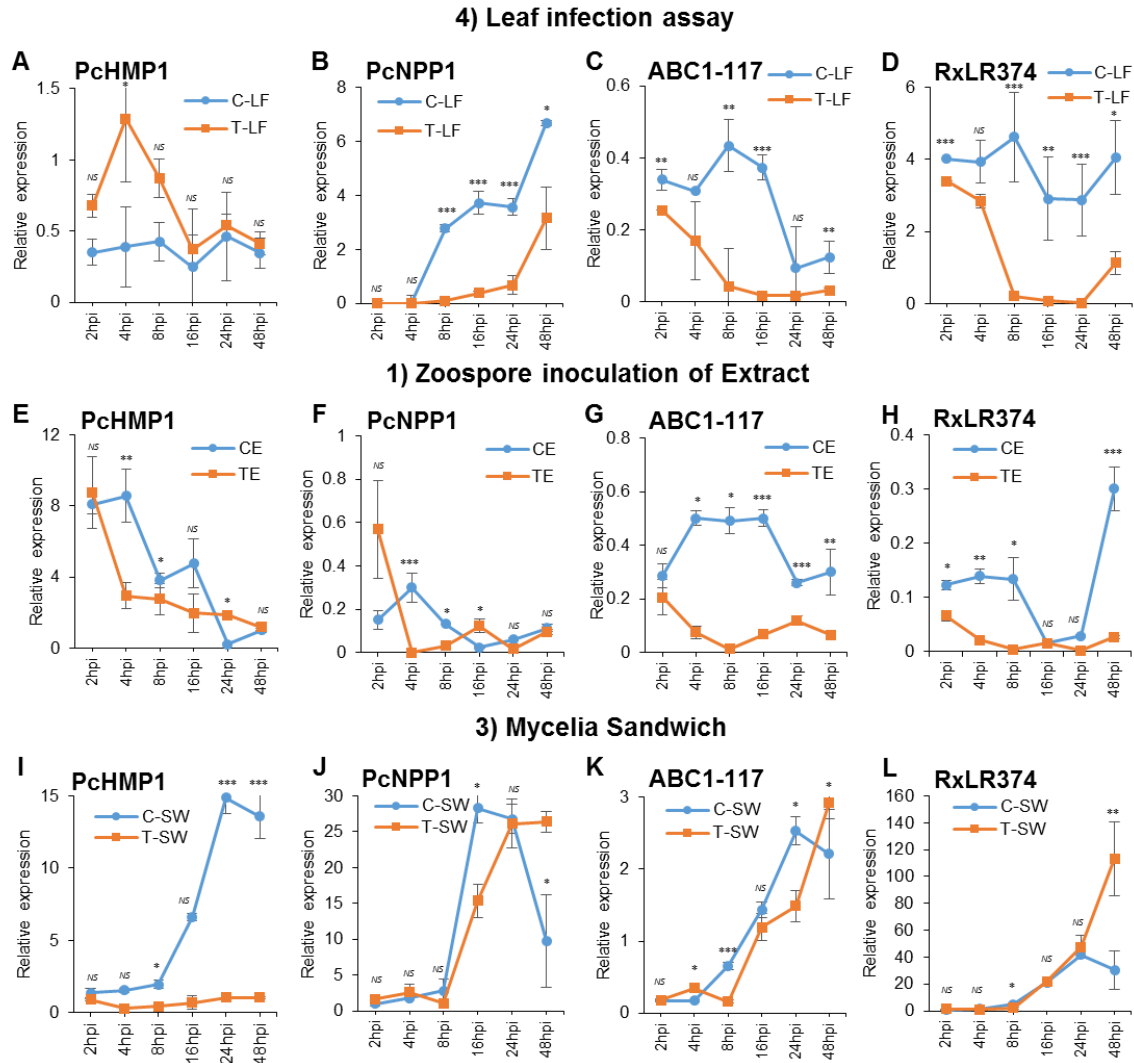 4) Leaf infection assay
A
PcHMP1
C-LF
T-LF
Relative expression
1.5
1
0.5
0
*
NS
NS
NS
NS
NS
2hpi
4hpi
8hpi
16hpi
24hpi
48hpi
B
PcNPP1
C-LF
T-LF
Relative expression
8
6
4
2
0
NS
NS
***
***
***
*
2hpi
4hpi
8hpi
16hpi
24hpi
48hpi
C
ABC1-117
C-LF
T-LF
Relative expression
0.6
0.4
0.2
0
**
NS
**
***
NS
**
2hpi
4hpi
8hpi
16hpi
24hpi
48hpi
D
RxLR374
C-LF
T-LF
Relative expression
6
4
2
0
***
NS
***
**
***
*
2hpi
4hpi
8hpi
16hpi
24hpi
48hpi
1) Zoospore inoculation of Extract
E
PcHMP1
CE
TE
Relative expression
12
8
4
0
NS
**
*
NS
*
NS
2hpi
4hpi
8hpi
16hpi
24hpi
48hpi
F
PcNPP1
CE
TE
Relative expression
1
0.8
0.6
0.4
0.2
0
NS
***
*
*
NS
NS
2hpi
4hpi
8hpi
16hpi
24hpi
48hpi
G
ABC1-117
CE
TE
Relative expression
0.8
0.6
0.4
0.2
0
NS
*
*
***
***
**
2hpi
4hpi
8hpi
16hpi
24hpi
48hpi
H
RxLR374
CE
TE
Relative expression
0.4
0.3
0.2
0.1
0
*
**
*
NS
NS
***
2hpi
4hpi
8hpi
16hpi
24hpi
48hpi
3) Mycelia Sandwich
I
PcHMP1
C-SW
T-SW
Relative expression
15
10
5
0
NS
NS
*
NS
***
***
2hpi
4hpi
8hpi
16hpi
24hpi
48hpi
J
PcNPP1
C-SW
T-SW
Relative expression
30
25
20
15
10
5
0
NS
NS
NS
*
NS
*
2hpi
4hpi
8hpi
16hpi
24hpi
48hpi
K
ABC1-117
C-SW
T-SW
Relative expression
3
2
1
0
NS
*
***
NS
*
*
2hpi
4hpi
8hpi
16hpi
24hpi
48hpi
L
RxLR374
C-SW
T-SW
Relative expression
160
140
120
100
80
60
40
20
0
NS
NS
*
NS
NS
**
2hpi
4hpi
8hpi
16hpi
24hpi
48hpi